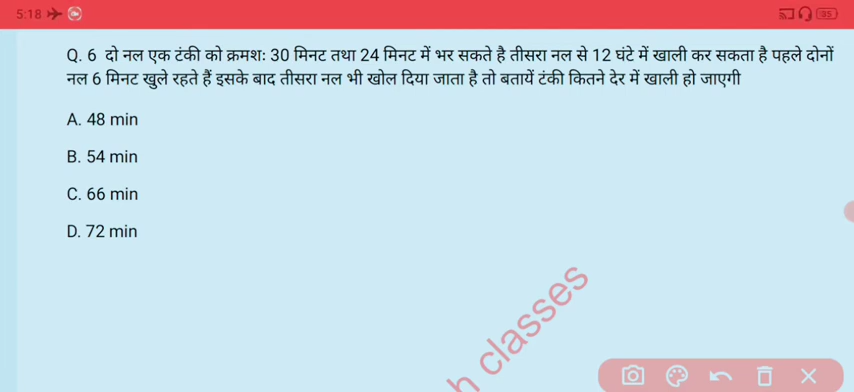 5:18
35
Q. 6 दो नल एक टंकी को क्रमश: 30 मिनट तथा 24 मिनट में भर सकते है तीसरा नल से 12 घंटे में खाली कर सकता है पहले दोनों
नल 6 मिनट खुले रहते हैं इसके बाद तीसरा नल भी खोल दिया जाता है तो बतायें टंकी कितने देर में खाली हो जाएगी
A. 48 min
B. 54 min
C. 66 min
D. 72 min
h classes